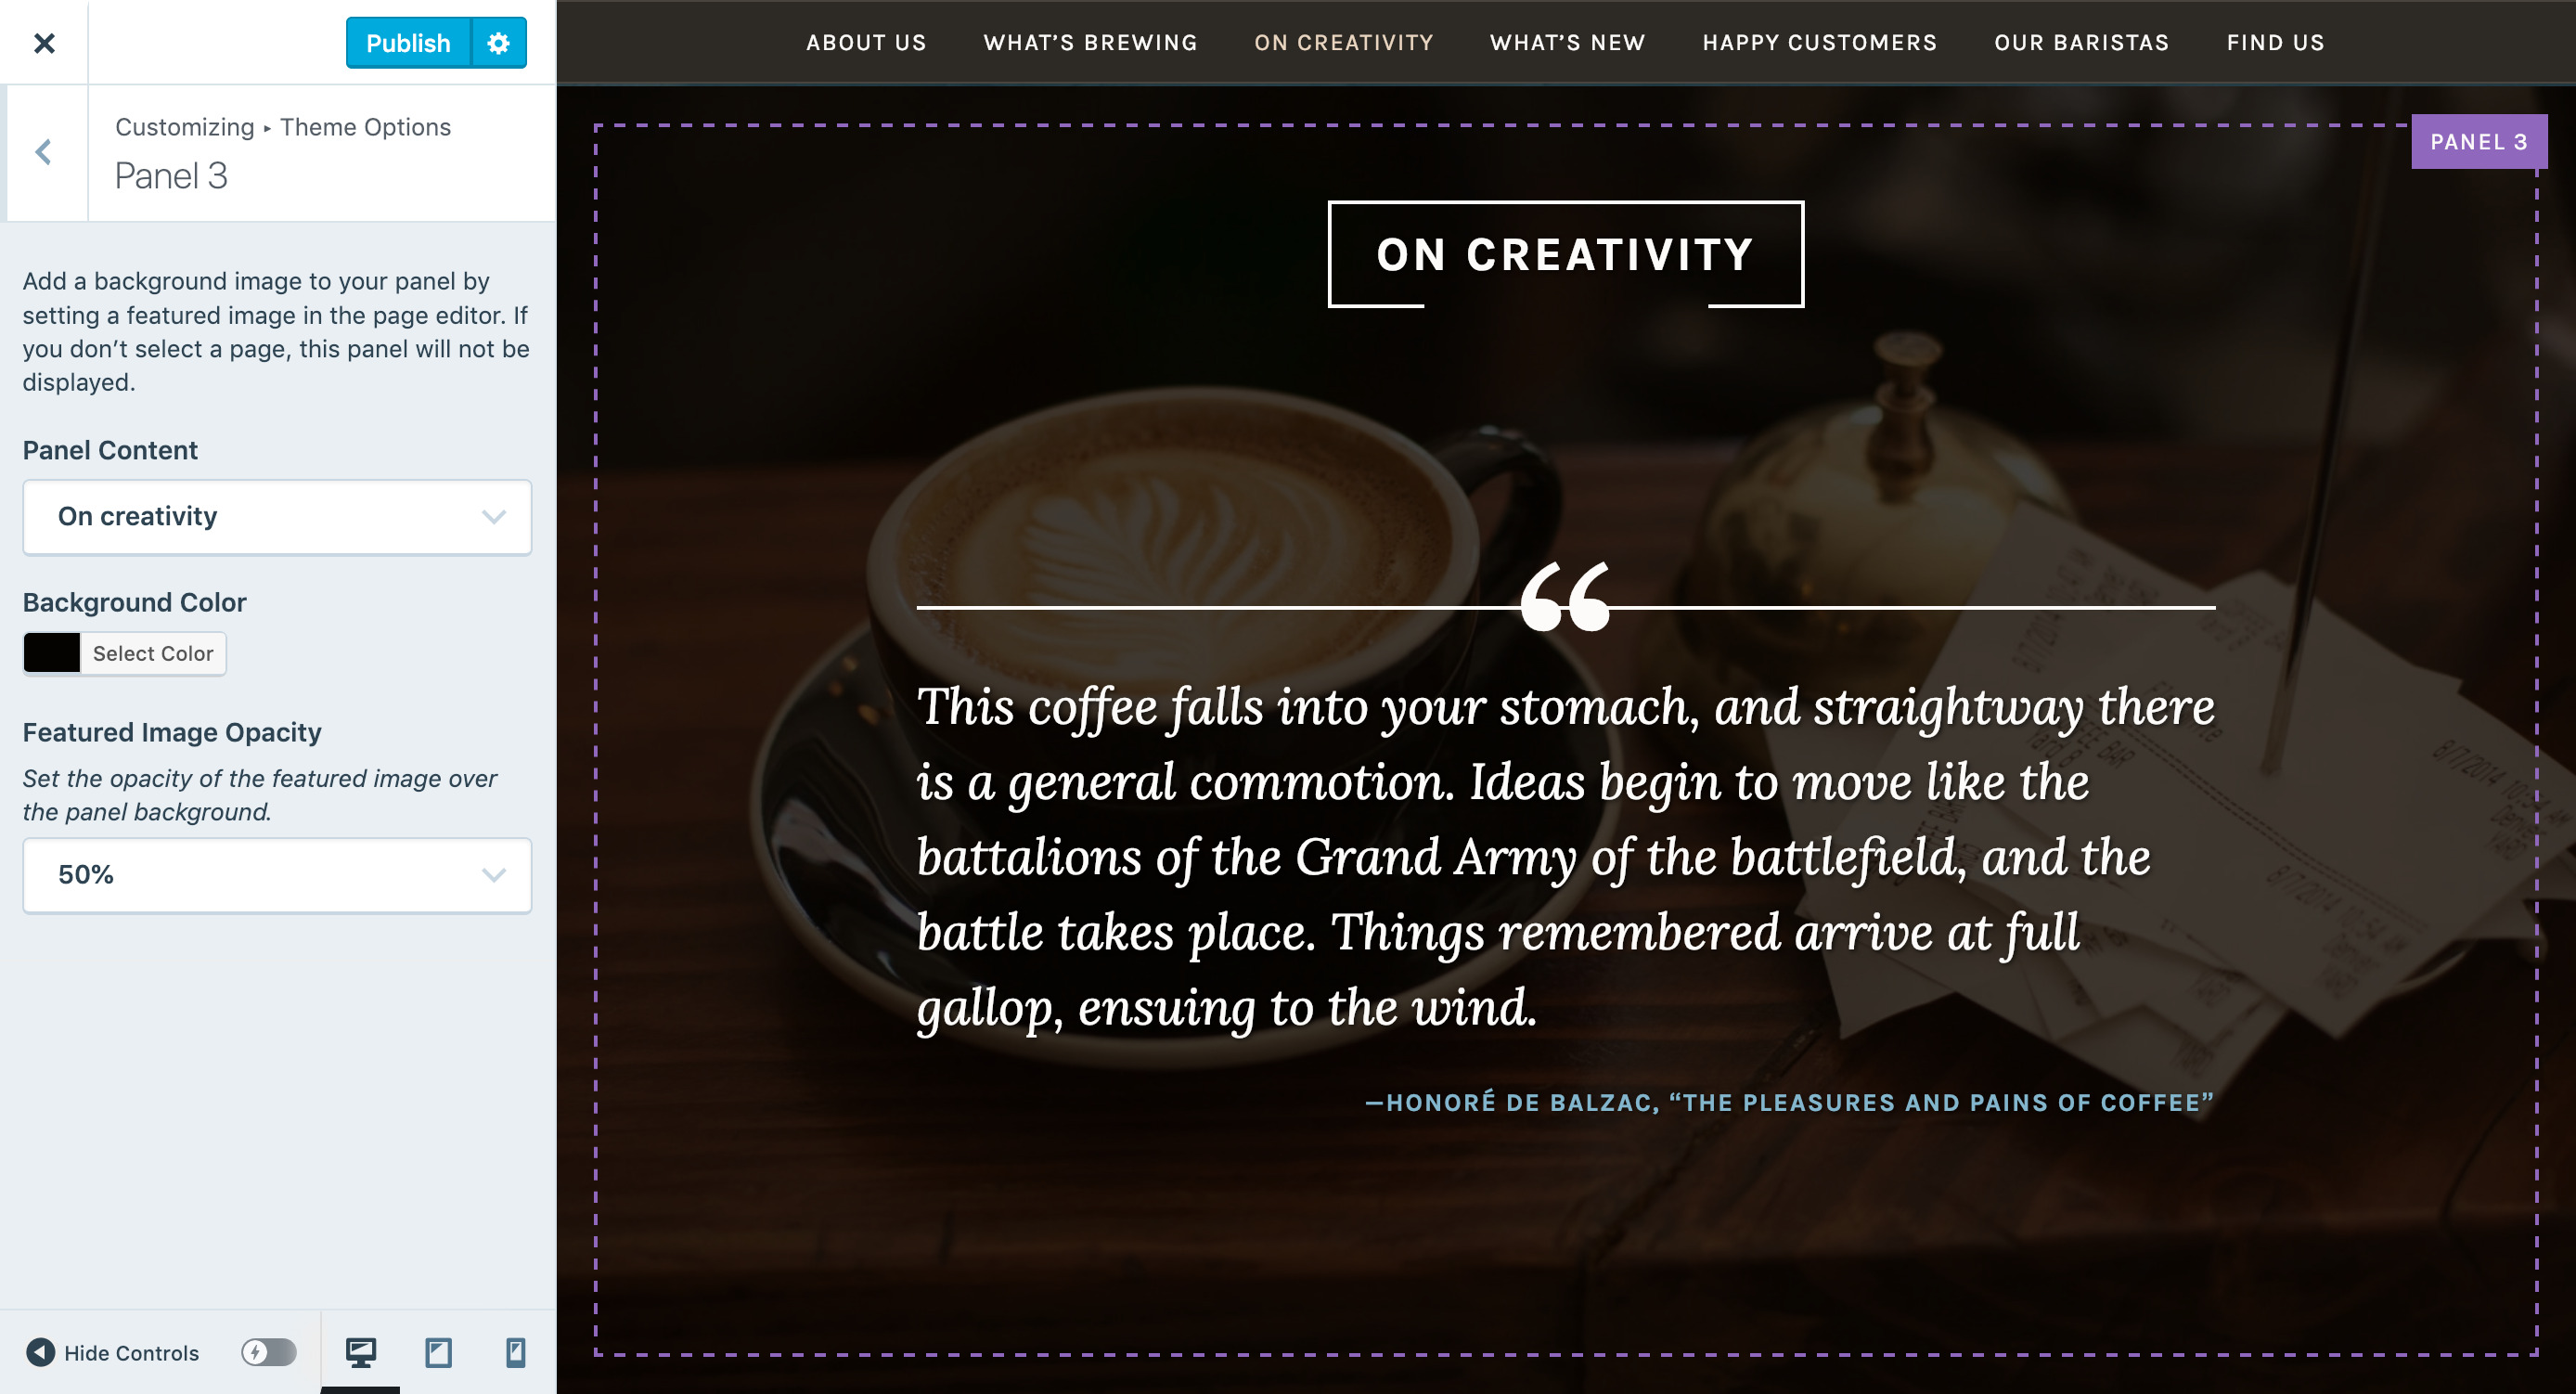 Publish
Customizing ▸ Theme Options
Panel 3
Add a background image to your panel by
setting a featured image in the page editor. If
you don’t select a page, this panel will not be
displayed.
Panel Content
On creativity
Background Color
Select Color
Featured Image Opacity
Set the opacity of the featured image over
the panel background.
50%
Hide Controls
ABOUT US WHAT’S BREWING ON CREATIVITY WHAT’S NEW HAPPY CUSTOMERS OUR BARISTAS FIND US
PANEL 3
ON CREATIVITY
“
This coffee falls into your stomach, and straightway there
is a general commotion. Ideas begin to move like the
battalions of the Grand Army of the battlefield, and the
battle takes place. Things remembered arrive at full
gallop, ensuing to the wind.
—HONORÉ DE BALZAC, “THE PLEASURES AND PAINS OF COFFEE”
8/7/2014 10:54 AM